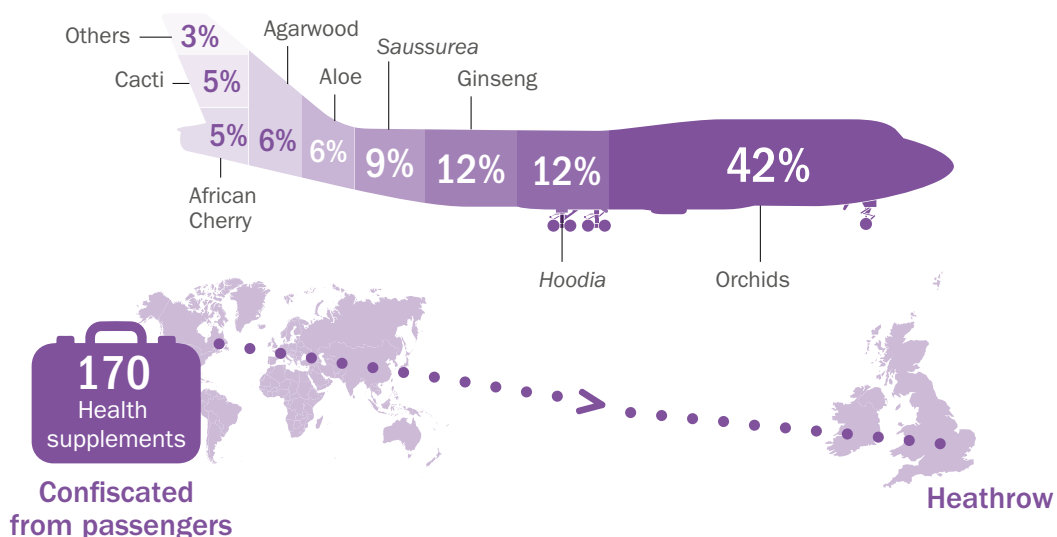 Others
3%
Agarwood
Saussurea
Cacti
5%
Aloe
Ginseng
5%
6%
6%
9%
12%
12%
42%
African
Cherry
Hoodia
Orchids
170
Health
supplements
Confiscated
from passengers
Heathrow